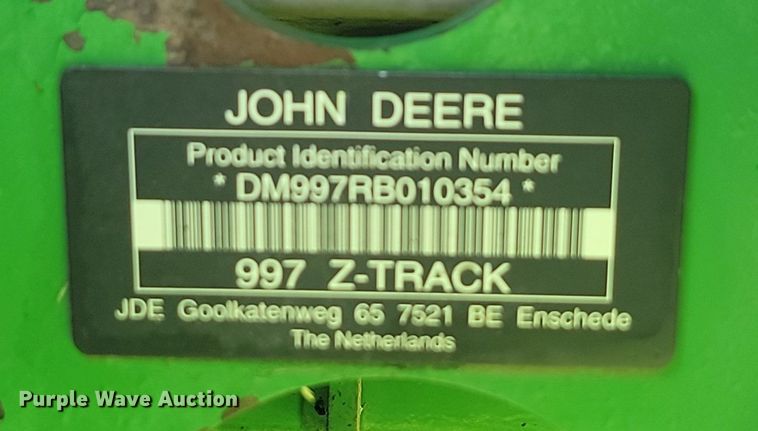 JOHN DEERE
Product Identification Number
* DM997RB010354 *
997 Z-TRACK
JDE Goolkatenweg 65 7521 BE Enschede
The Netherlands
Purple Wave Auction